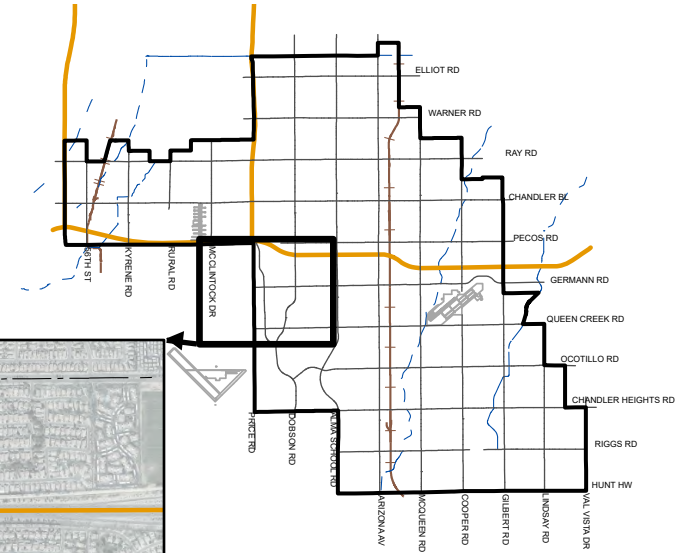 ELLIOT RD
WARNER RD
RAY RD
CHANDLER BL
PECOS RD
GERMANN RD
QUEEN CREEK RD
OCOTILLO RD
CHANDLER HEIGHTS RD
RIGGS RD
HUNT HW
56TH ST
KYRENE RD
RURAL RD
MCCLINTOCK DR
PRICE RD
DOBSON RD
ALMA SCHOOL RD
ARIZONA AV
MCQUEEN RD
COOPER RD
GILBERT RD
LINDSAY RD
VAL VISTA DR